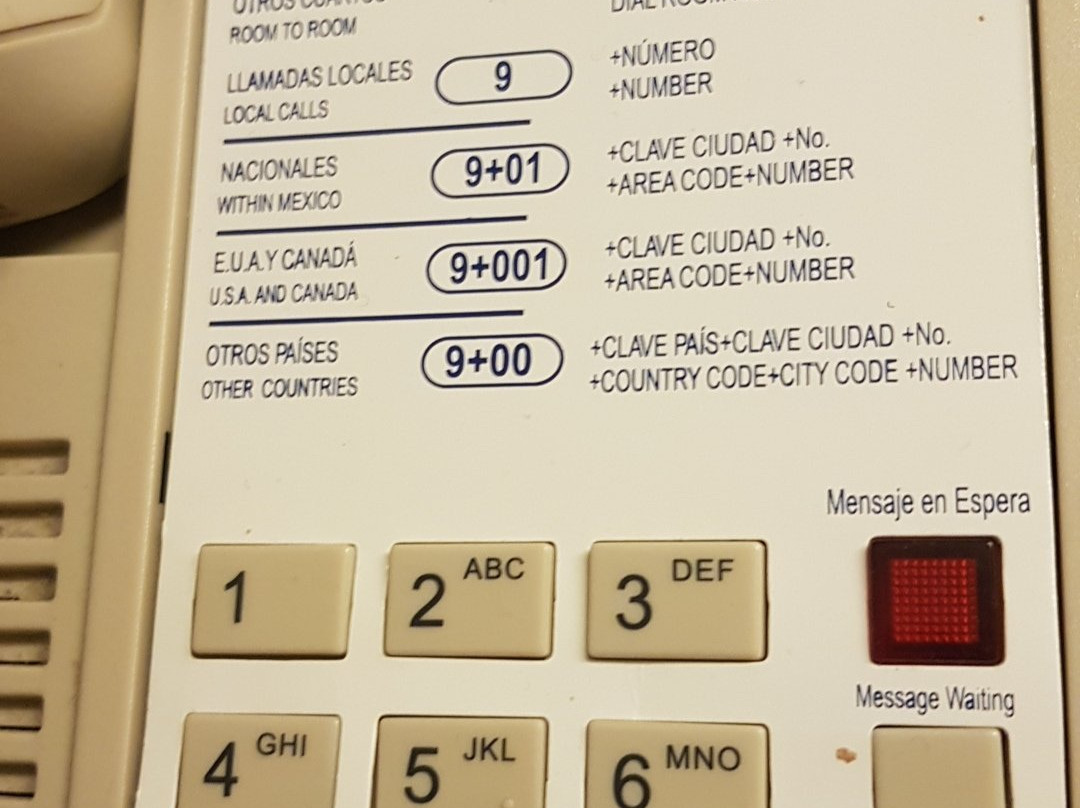 OTROS CUARTOS
ROOM TO ROOM
LLAMADAS LOCALES
LOCAL CALLS
9
+NÚMERO
+NUMBER
NACIONALES
WITHIN MEXICO
9+01
+CLAVE CIUDAD +No.
+AREA CODE+NUMBER
E.U.A.Y CANADÁ
U.S.A. AND CANADA
9+001
+CLAVE CIUDAD +No.
+AREA CODE+NUMBER
OTROS PAÍSES
OTHER COUNTRIES
9+00
+CLAVE PAÍS+CLAVE CIUDAD +No.
+COUNTRY CODE+CITY CODE +NUMBER
Mensaje en Espera
1
2 ABC
3 DEF
Message Waiting
4 GHI
5 JKL
6 MNO